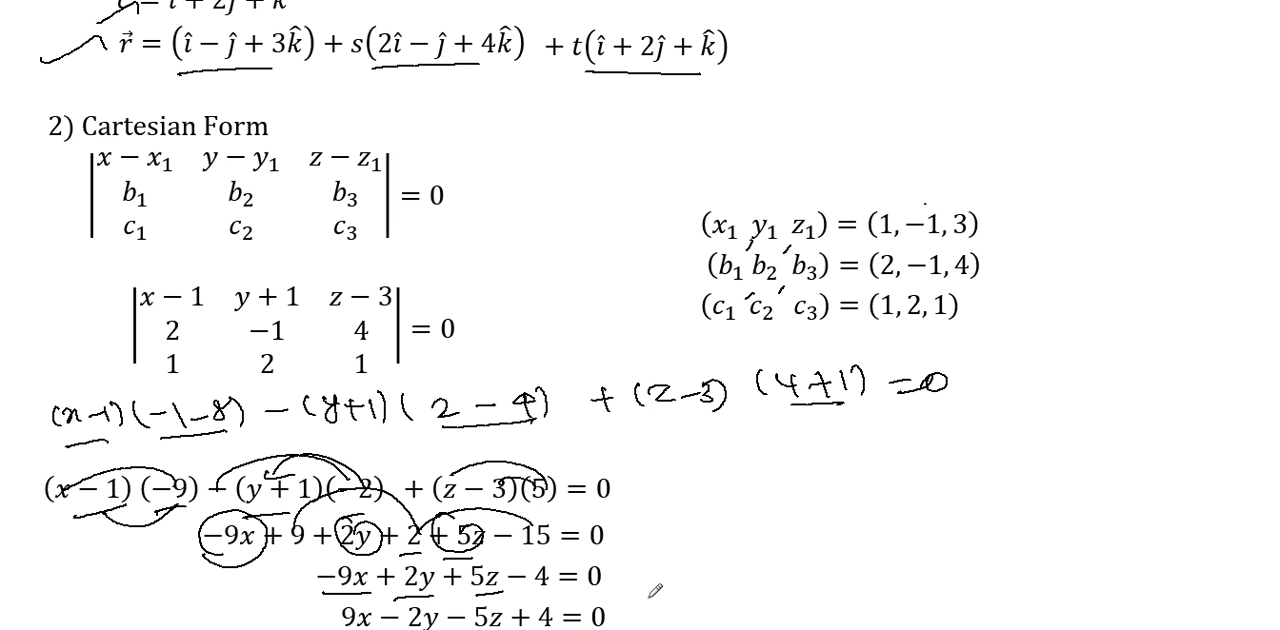 r⃗ = (î − ĵ + 3k̂) + s(2î − ĵ + 4k̂) + t(î + 2ĵ + k̂)
2) Cartesian Form
|x − x₁ y − y₁ z − z₁|
|b₁ b₂ b₃| = 0
|c₁ c₂ c₃|
(x₁, y₁, z₁) = (1, −1, 3)
(b₁, b₂, b₃) = (2, −1, 4)
(c₁, c₂, c₃) = (1, 2, 1)
|x − 1 y + 1 z − 3|
|2 −1 4| = 0
|1 2 1|
(x−1)(−1−8) − (y+1)(2 − 4) + (z−3)(4+1) = 0
(x − 1)(−9) − (y + 1)(−2) + (z − 3)(5) = 0
−9x + 9 + 2y + 2 + 5z − 15 = 0
−9x + 2y + 5z − 4 = 0
9x − 2y − 5z + 4 = 0